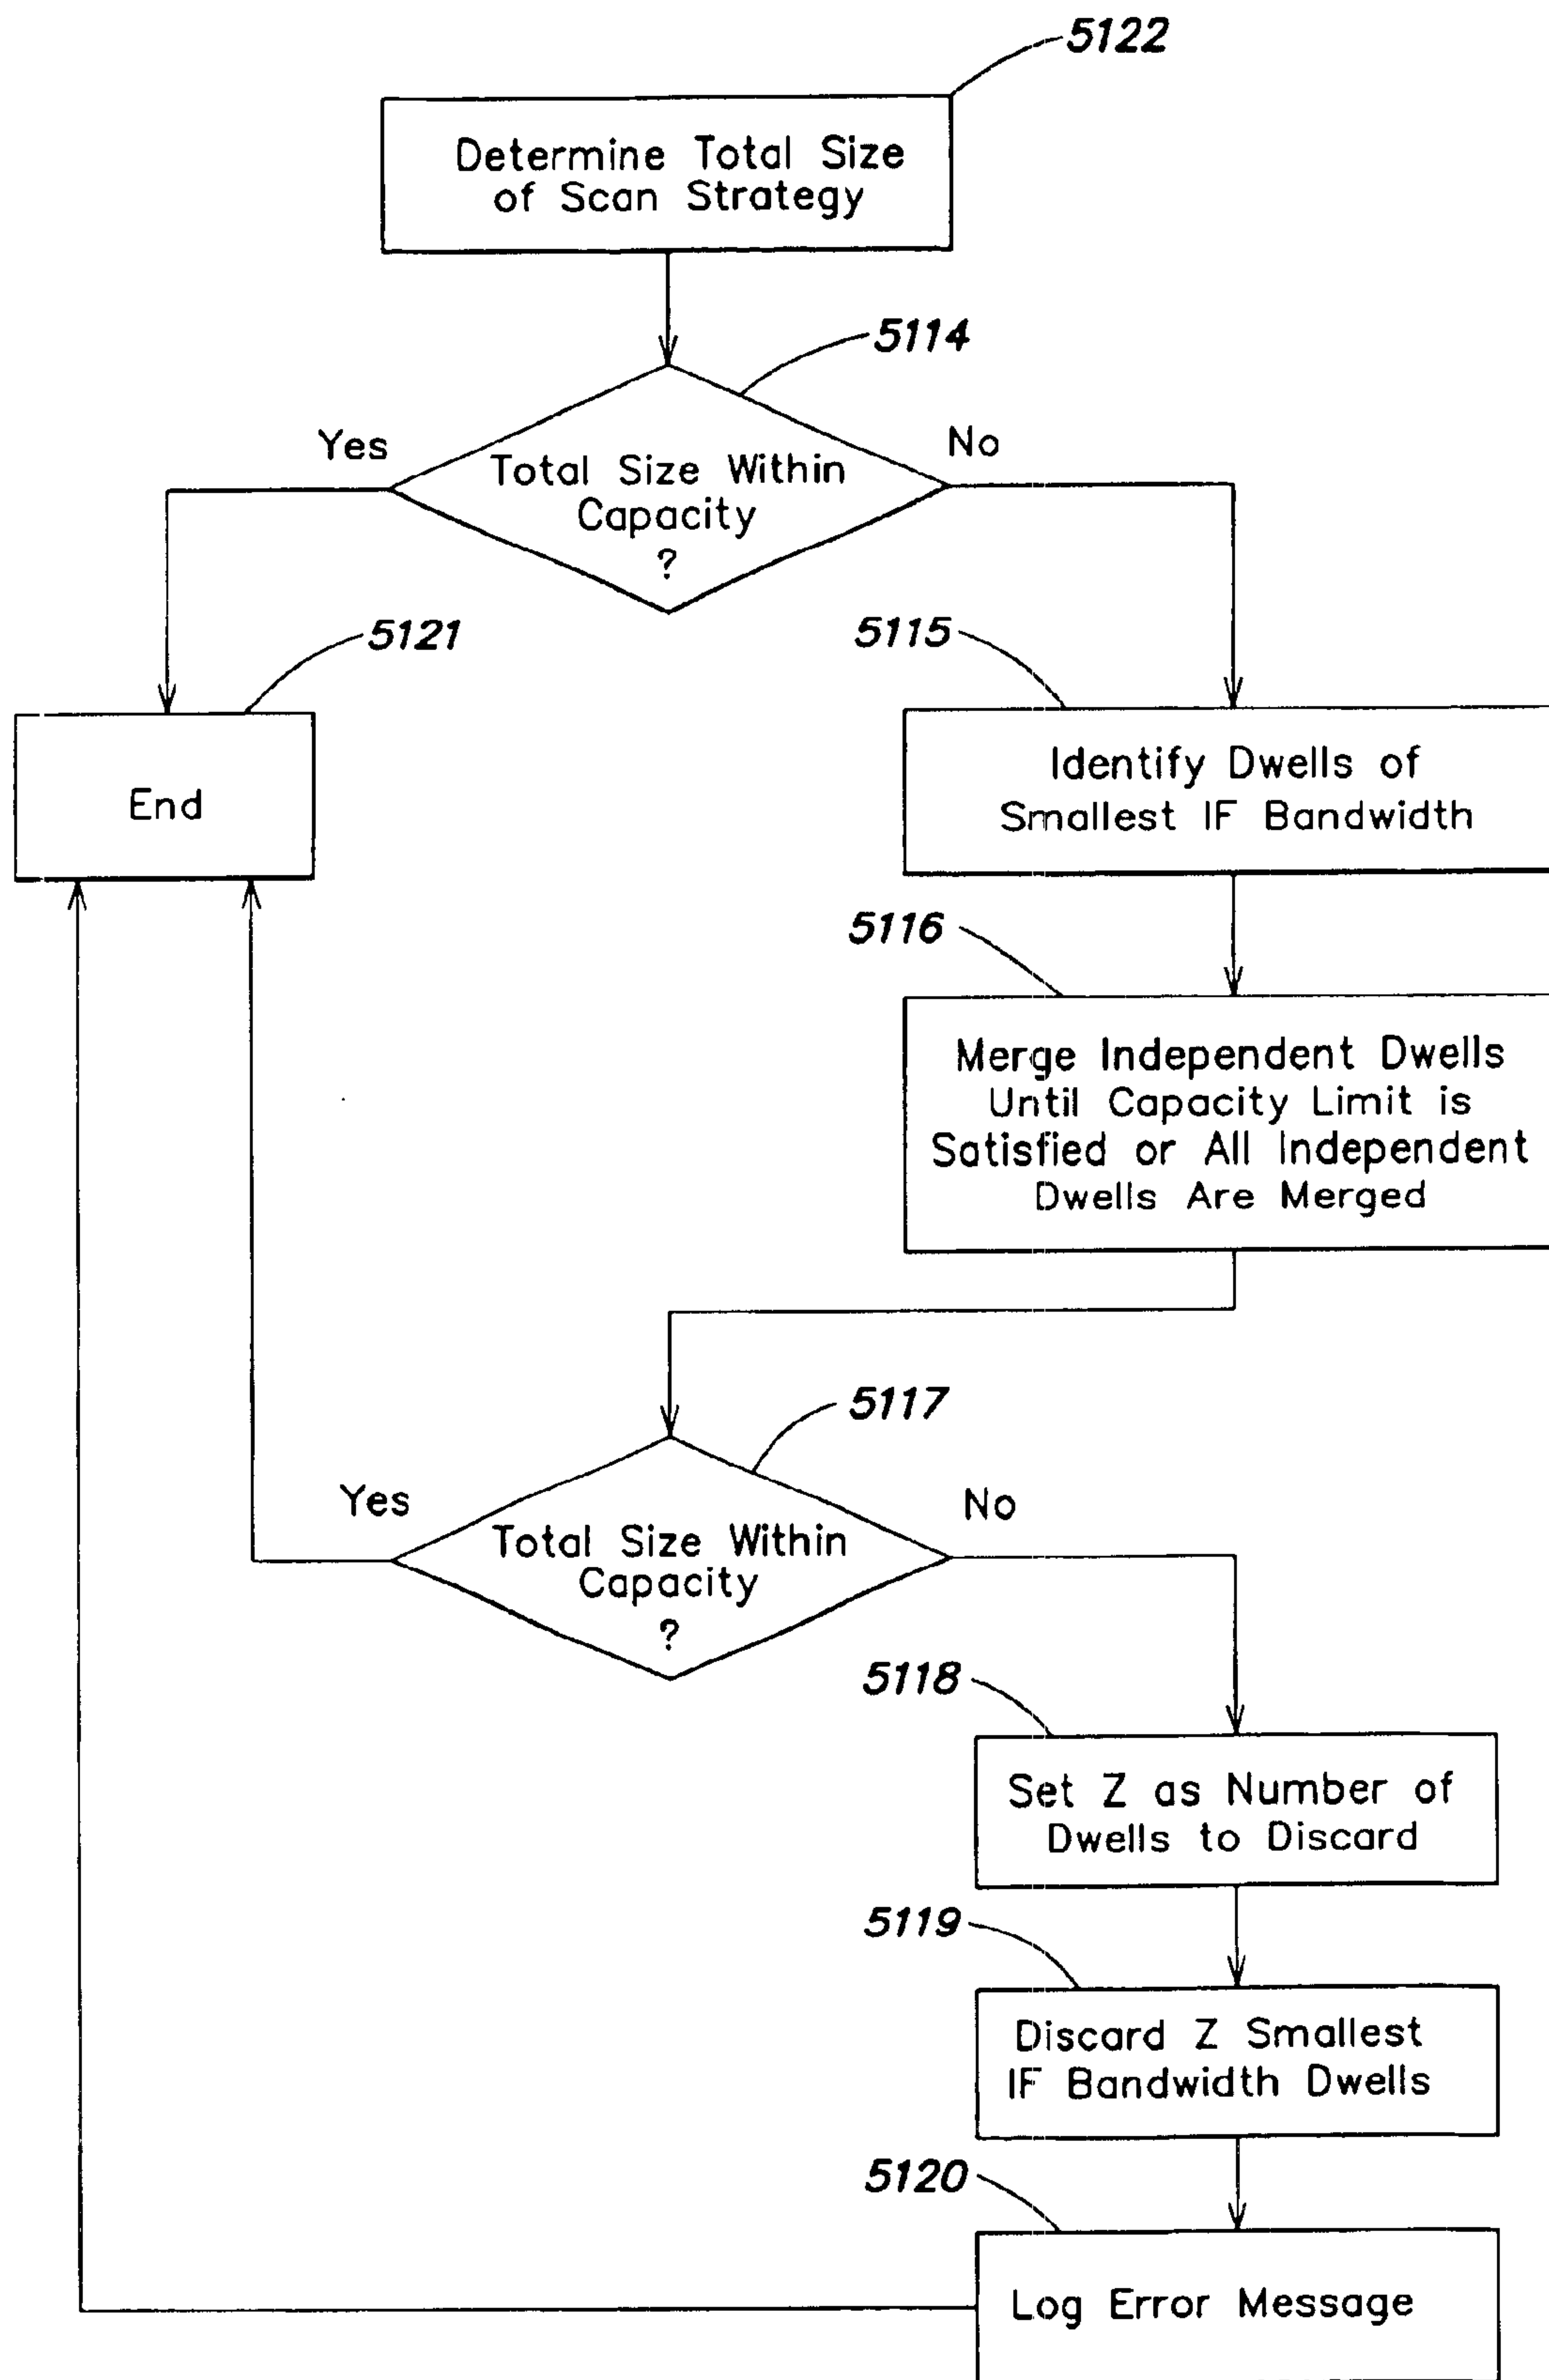 5122
Determine Total Size
of Scan Strategy
5114
Yes
No
Total Size Within
Capacity
?
5121
5115
End
Identify Dwells of
Smallest IF Bandwidth
5116
Merge Independent Dwells
Until Capacity Limit is
Satisfied or All Independent
Dwells Are Merged
5117
Yes
No
Total Size Within
Capacity
?
5118
Set Z as Number of
Dwells to Discard
5119
Discard Z Smallest
IF Bandwidth Dwells
5120
Log Error Message